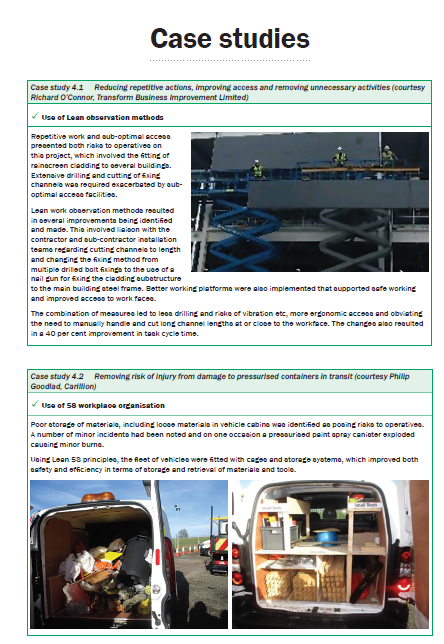 Case studies
Case study 4.1 Reducing repetitive actions, improving access and removing unnecessary activities (courtesy
Richard O'Connor, Transform Business Improvement Limited)
✓ Use of Lean observation methods
Repetitive work and sub-optimal access
presented both risks to operatives on
this project, which involved the fitting of
rainscreen cladding to several buildings.
Extensive drilling and cutting of fixing
channels was required exacerbated by sub-
optimal access facilities.
Lean work observation methods resulted
in several improvements being identified
and made. This involved liaison with the
contractor and sub-contractor installation
teams regarding cutting channels to length
and changing the fixing method from
multiple drilled bolt fixings to the use of a
nail gun for fixing the cladding substructure
to the main building steel frame. Better working platforms were also implemented that supported safe working
and improved access to work faces.
The combination of measures led to less drilling and risks of vibration etc, more ergonomic access and obviating
the need to manually handle and cut long channel lengths at or close to the workface. The changes also resulted
in a 40 per cent improvement in task cycle time.
Case study 4.2 Removing risk of injury from damage to pressurised containers in transit (courtesy Philip
Goodlad, Carillion)
✓ Use of 5S workplace organisation
Poor storage of materials, including loose materials in vehicle cabins was identified as posing risks to operatives.
A number of minor incidents had been noted and on one occasion a pressurised paint spray canister exploded
causing minor burns.
Using Lean 5S principles, the fleet of vehicles were fitted with cages and storage systems, which improved both
safety and efficiency in terms of storage and retrieval of materials and tools.
Small Tools